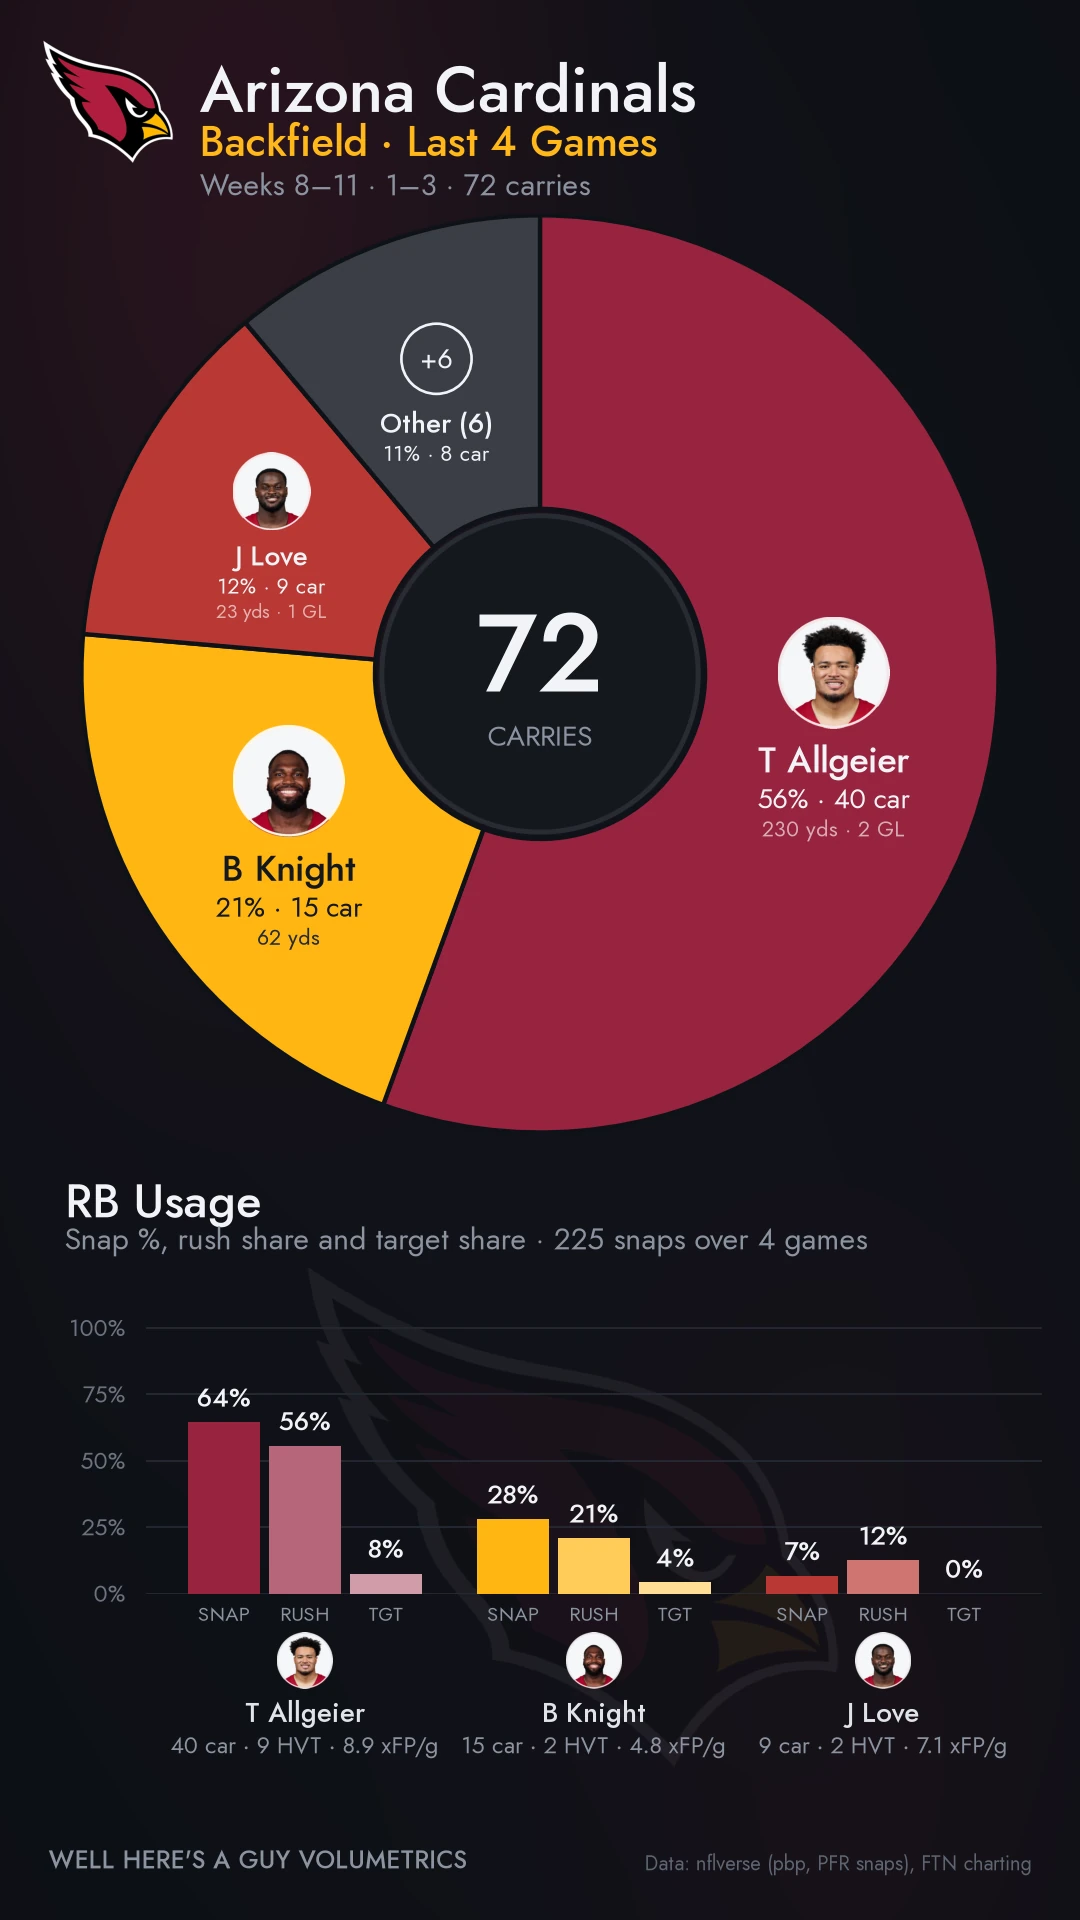 Arizona Cardinals
Backfield · Last 4 Games
Weeks 8–11 · 1–3 · 72 carries
+6
Other (6)
11% · 8 car
J Love
12% · 9 car
23 yds · 1 GL
72
CARRIES
T Allgeier
56% · 40 car
230 yds · 2 GL
B Knight
21% · 15 car
62 yds
RB Usage
Snap %, rush share and target share · 225 snaps over 4 games
100%
75%
50%
25%
0%
64% 56% 8% 28% 21% 4% 7% 12% 0%
SNAP RUSH TGT SNAP RUSH TGT SNAP RUSH TGT
T Allgeier B Knight J Love
40 car · 9 HVT · 8.9 xFP/g 15 car · 2 HVT · 4.8 xFP/g 9 car · 2 HVT · 7.1 xFP/g
WELL HERE'S A GUY VOLUMETRICS
Data: nflverse (pbp, PFR snaps), FTN charting